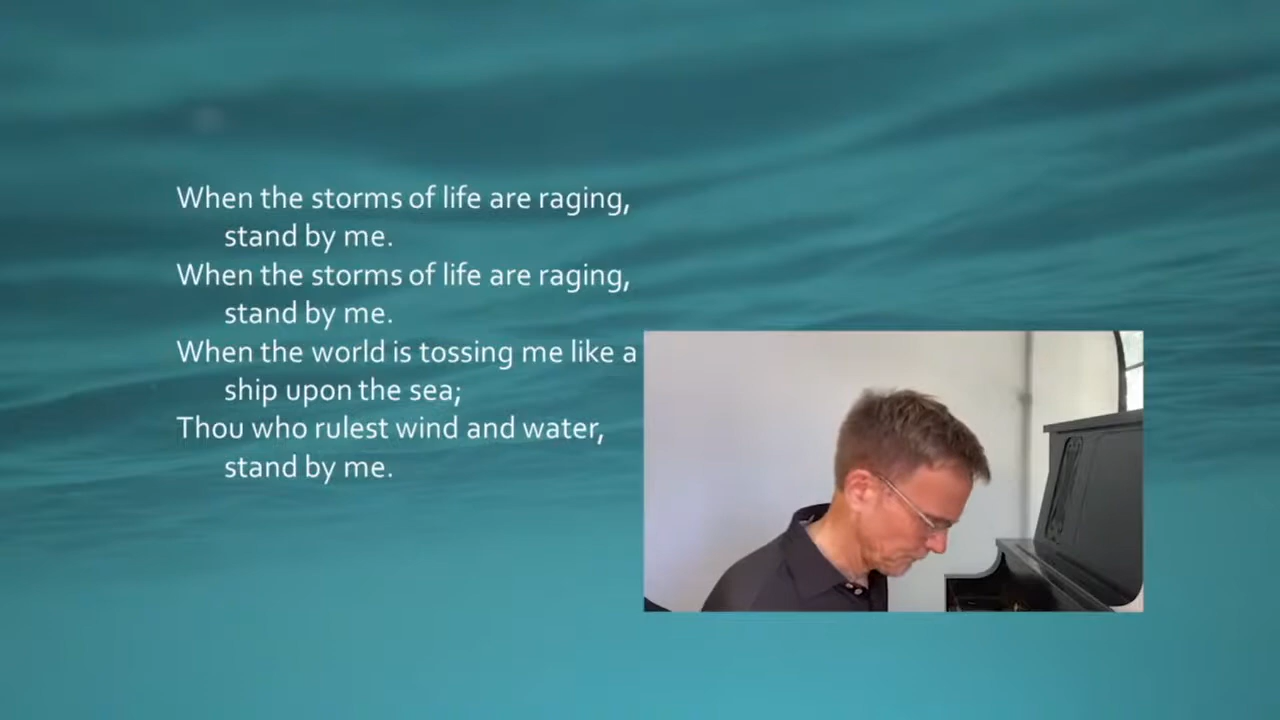 When the storms of life are raging,
stand by me.
When the storms of life are raging,
stand by me.
When the world is tossing me like a
ship upon the sea;
Thou who rulest wind and water,
stand by me.